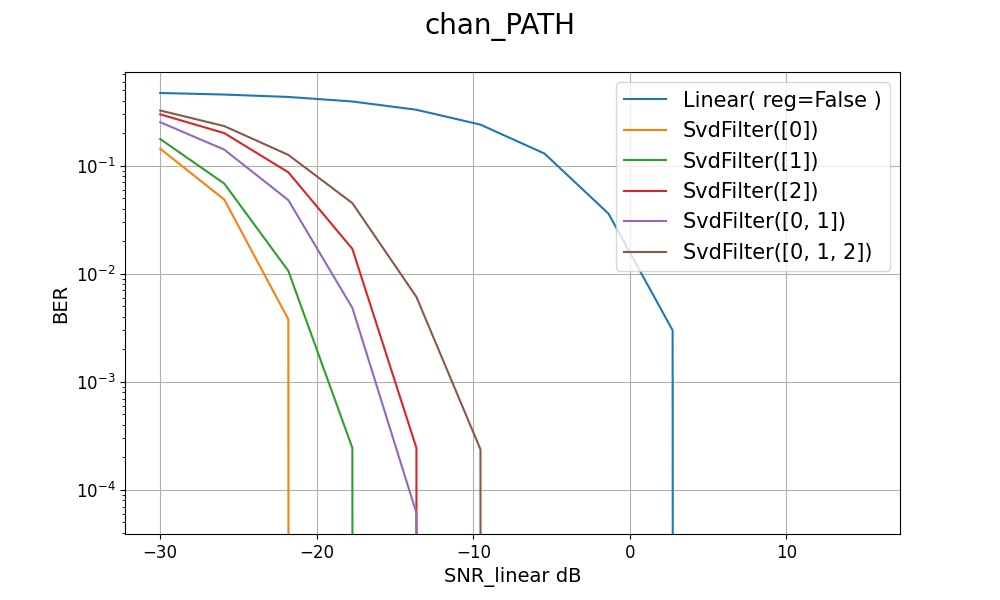 chan_PATH
Linear( reg=False )
SvdFilter([0])
SvdFilter([1])
SvdFilter([2])
SvdFilter([0, 1])
SvdFilter([0, 1, 2])
BER
10⁻¹
10⁻²
10⁻³
10⁻⁴
−30 −20 −10 0 10
SNR_linear dB